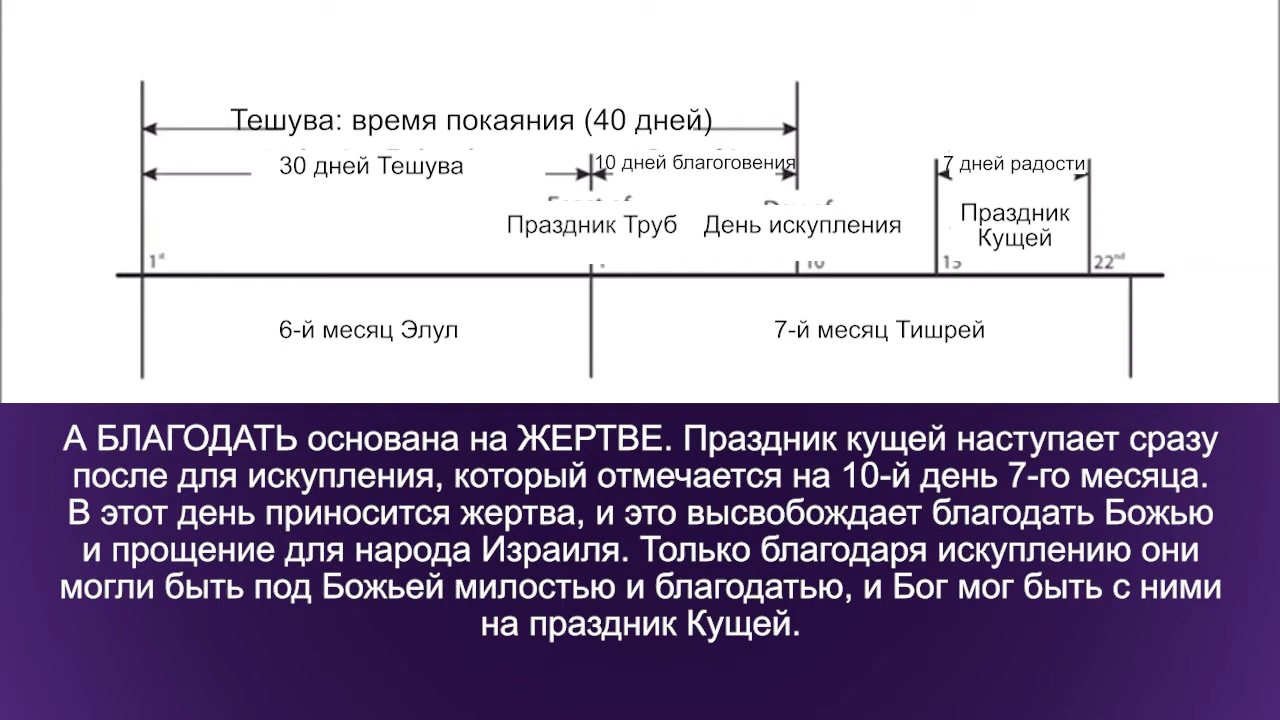 Тешува: время покаяния (40 дней)
30 дней Тешува
10 дней благоговения
7 дней радости
Праздник Труб
День искупления
Праздник
Кущей
1st
15
22nd
6-й месяц Элул
7-й месяц Тишрей
А БЛАГОДАТЬ основана на ЖЕРТВЕ. Праздник кущей наступает сразу
после для искупления, который отмечается на 10-й день 7-го месяца.
В этот день приносится жертва, и это высвобождает благодать Божью
и прощение для народа Израиля. Только благодаря искуплению они
могли быть под Божьей милостью и благодатью, и Бог мог быть с ними
на праздник Кущей.